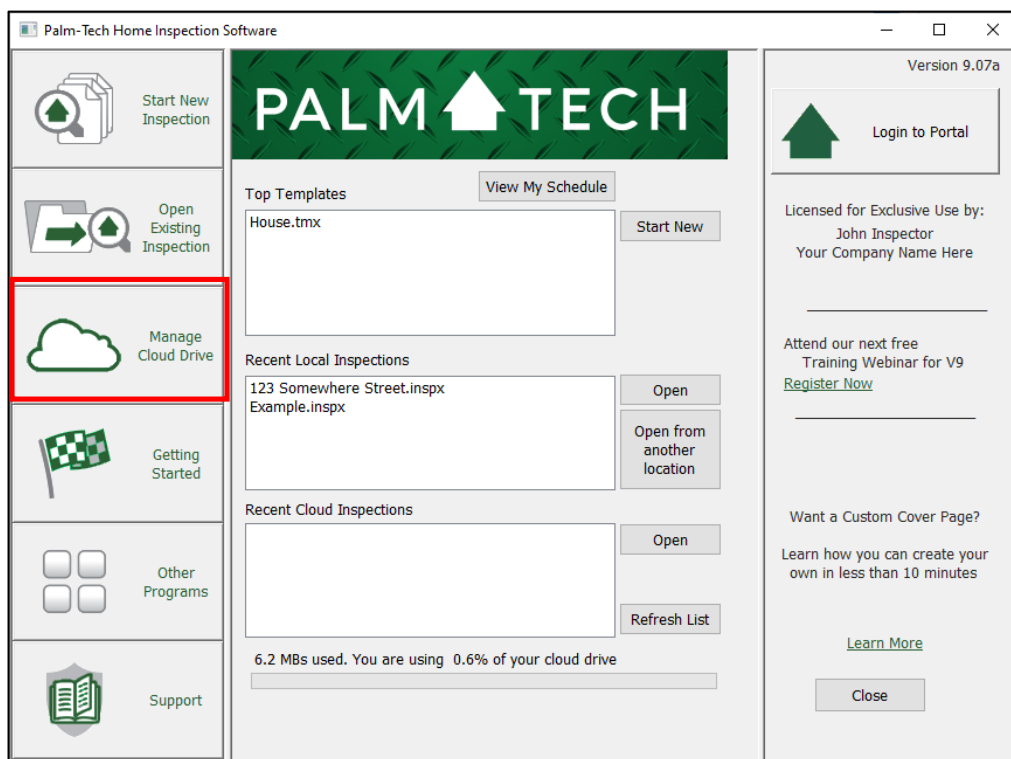 Palm-Tech Home Inspection Software
Start New
Inspection
Open
Existing
Inspection
Manage
Cloud Drive
Getting
Started
Other
Programs
Support
PALM TECH
Top Templates
View My Schedule
House.tmx
Start New
Recent Local Inspections
123 Somewhere Street.inspx
Example.inspx
Open
Open from
another
location
Recent Cloud Inspections
Open
Refresh List
6.2 MBs used. You are using 0.6% of your cloud drive
Version 9.07a
Login to Portal
Licensed for Exclusive Use by:
John Inspector
Your Company Name Here
Attend our next free
Training Webinar for V9
Register Now
Want a Custom Cover Page?
Learn how you can create your
own in less than 10 minutes
Learn More
Close